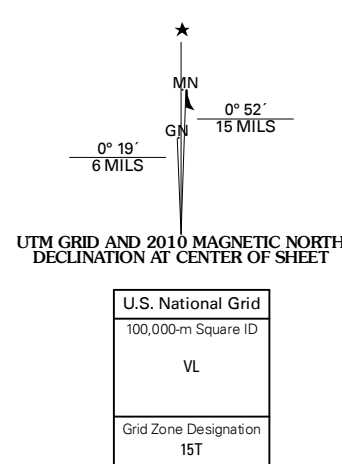 ★
MN
0° 52´
15 MILS
GN
0° 19´
6 MILS
UTM GRID AND 2010 MAGNETIC NORTH
DECLINATION AT CENTER OF SHEET
U.S. National Grid
100,000-m Square ID
VL
Grid Zone Designation
15T